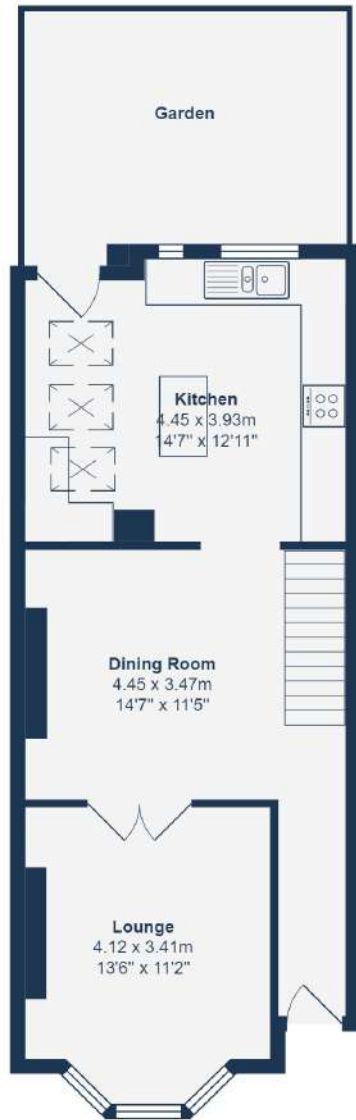 Garden
Kitchen
4.45 x 3.93m
14'7" x 12'11"
Dining Room
4.45 x 3.47m
14'7" x 11'5"
Lounge
4.12 x 3.41m
13'6" x 11'2"